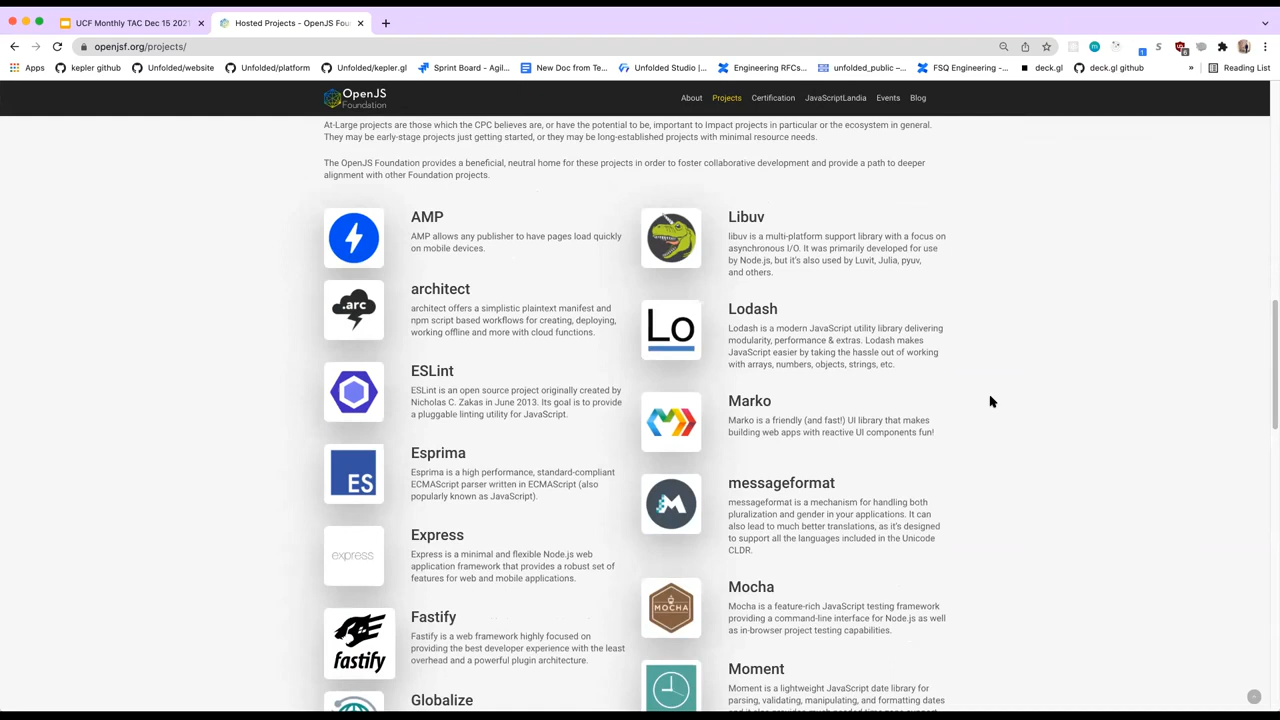 UCF Monthly TAC Dec 15 2021
Hosted Projects - OpenJS Fou
openjsf.org/projects/
Apps
kepler github
Unfolded/website
Unfolded/platform
Unfolded/kepler.gl
Sprint Board - Agil...
New Doc from Te...
Unfolded Studio |...
Engineering RFCs...
unfolded_public –...
FSQ Engineering -...
deck.gl
deck.gl github
»
Reading List
OpenJS
Foundation
About
Projects
Certification
JavaScriptLandia
Events
Blog
At-Large projects are those which the CPC believes are, or have the potential to be, important to Impact projects in particular or the ecosystem in general.
They may be early-stage projects just getting started, or they may be long-established projects with minimal resource needs.
The OpenJS Foundation provides a beneficial, neutral home for these projects in order to foster collaborative development and provide a path to deeper
alignment with other Foundation projects.
AMP
AMP allows any publisher to have pages load quickly
on mobile devices.
.arc
architect
architect offers a simplistic plaintext manifest and
npm script based workflows for creating, deploying,
working offline and more with cloud functions.
ESLint
ESLint is an open source project originally created by
Nicholas C. Zakas in June 2013. Its goal is to provide
a pluggable linting utility for JavaScript.
ES
Esprima
Esprima is a high performance, standard-compliant
ECMAScript parser written in ECMAScript (also
popularly known as JavaScript).
express
Express
Express is a minimal and flexible Node.js web
application framework that provides a robust set of
features for web and mobile applications.
fastify
Fastify
Fastify is a web framework highly focused on
providing the best developer experience with the least
overhead and a powerful plugin architecture.
Globalize
Libuv
libuv is a multi-platform support library with a focus on
asynchronous I/O. It was primarily developed for use
by Node.js, but it's also used by Luvit, Julia, pyuv,
and others.
Lo
Lodash
Lodash is a modern JavaScript utility library delivering
modularity, performance & extras. Lodash makes
JavaScript easier by taking the hassle out of working
with arrays, numbers, objects, strings, etc.
Marko
Marko is a friendly (and fast!) UI library that makes
building web apps with reactive UI components fun!
messageformat
messageformat is a mechanism for handling both
pluralization and gender in your applications. It can
also lead to much better translations, as it's designed
to support all the languages included in the Unicode
CLDR.
MOCHA
Mocha
Mocha is a feature-rich JavaScript testing framework
providing a command-line interface for Node.js as well
as in-browser project testing capabilities.
Moment
Moment is a lightweight JavaScript date library for
parsing, validating, manipulating, and formatting dates